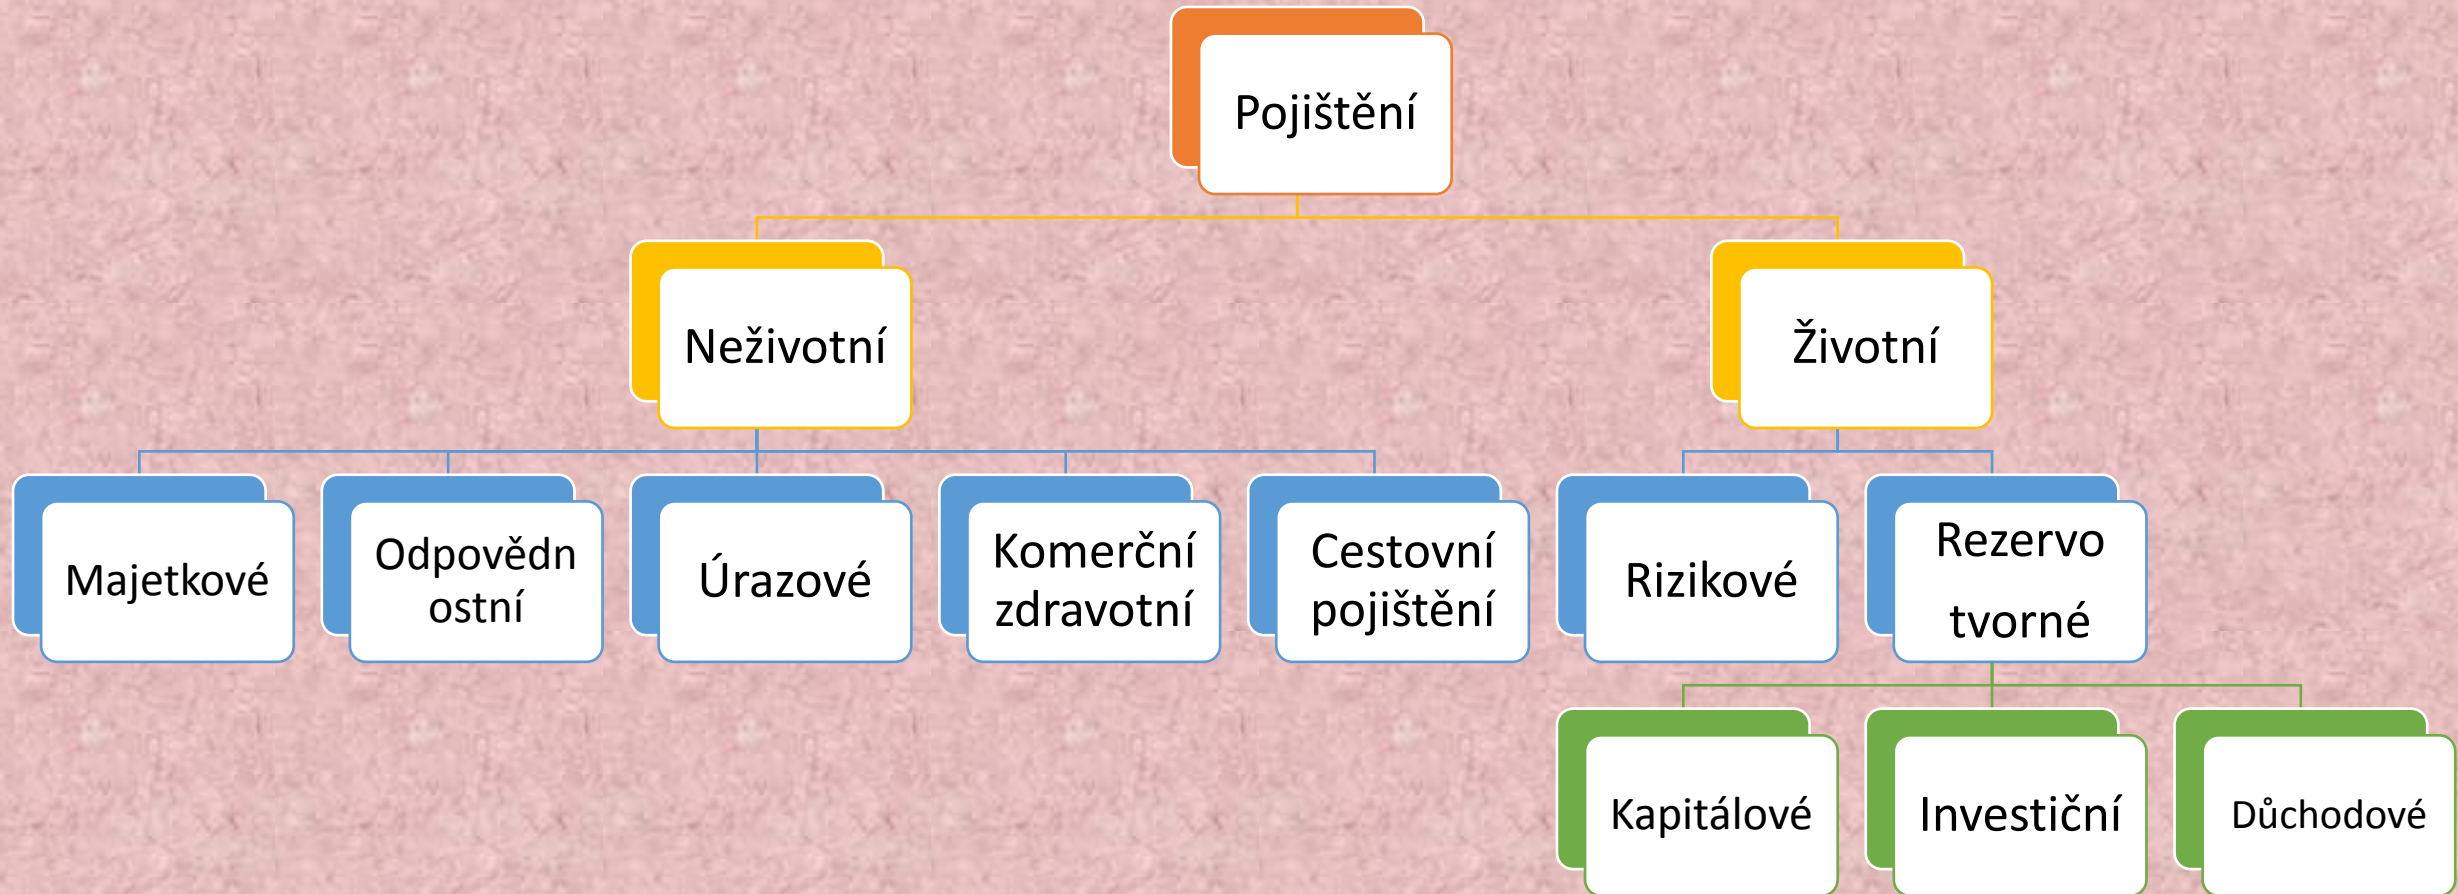 Pojištění
Neživotní
Životní
Majetkové
Odpovědn
ostní
Úrazové
Komerční
zdravotní
Cestovní
pojištění
Rizikové
Rezervo
tvorné
Kapitálové
Investiční
Důchodové